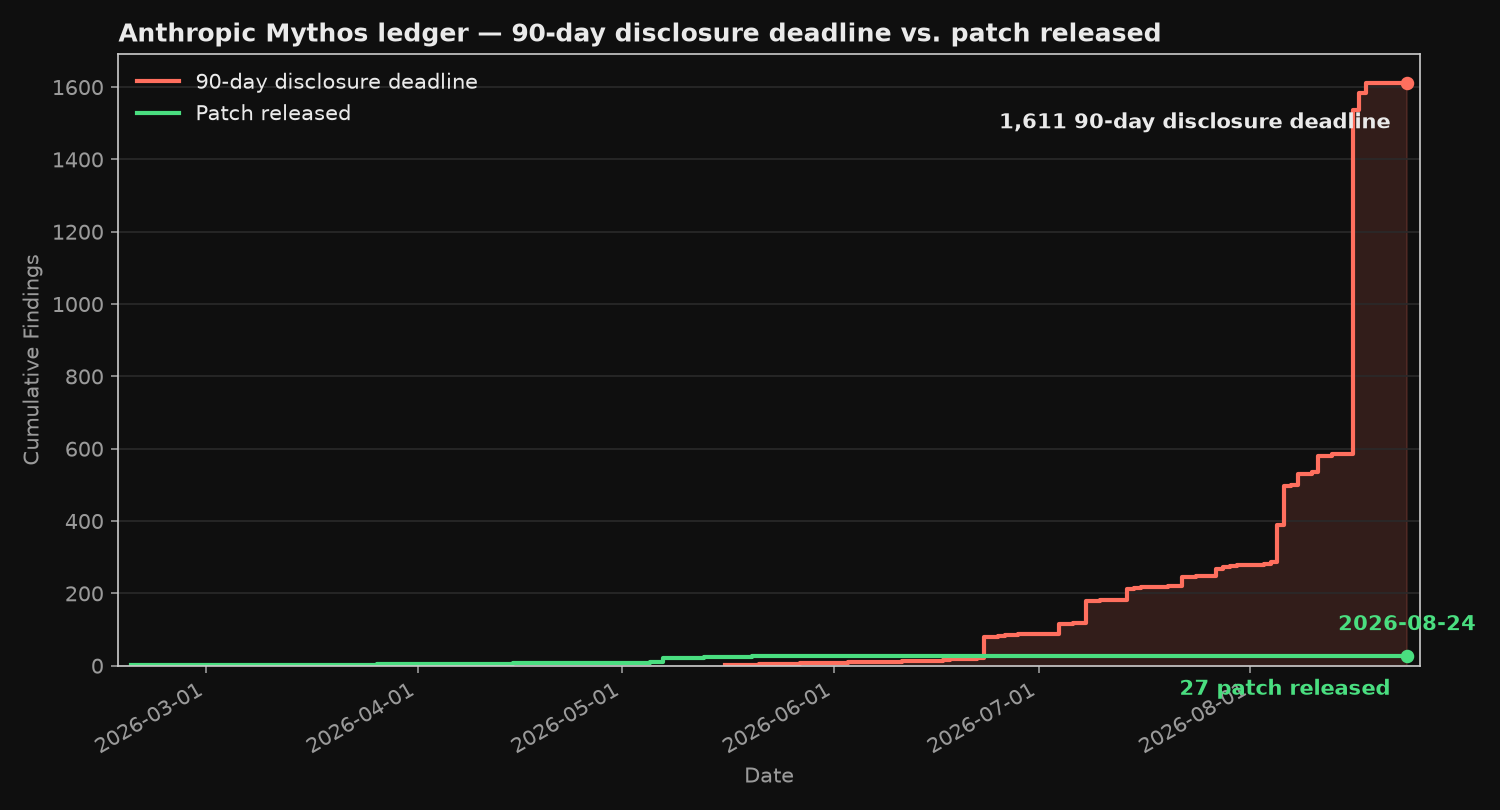 Anthropic Mythos ledger — 90-day disclosure deadline vs. patch released
90-day disclosure deadline
Patch released
1,611 90-day disclosure deadline
2026-08-24
27 patch released
Cumulative Findings
1600
1400
1200
1000
800
600
400
200
0
2026-03-01
2026-04-01
2026-05-01
2026-06-01
2026-07-01
2026-08-01
Date